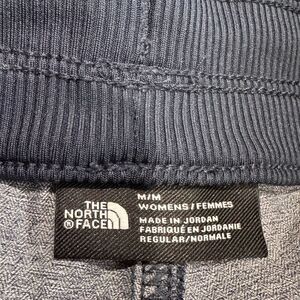 THE
NORTH
FACE
®
M/M
WOMENS/FEMMES
MADE IN JORDAN
FABRIQUÉ EN JORDANIE
REGULAR/NORMALE